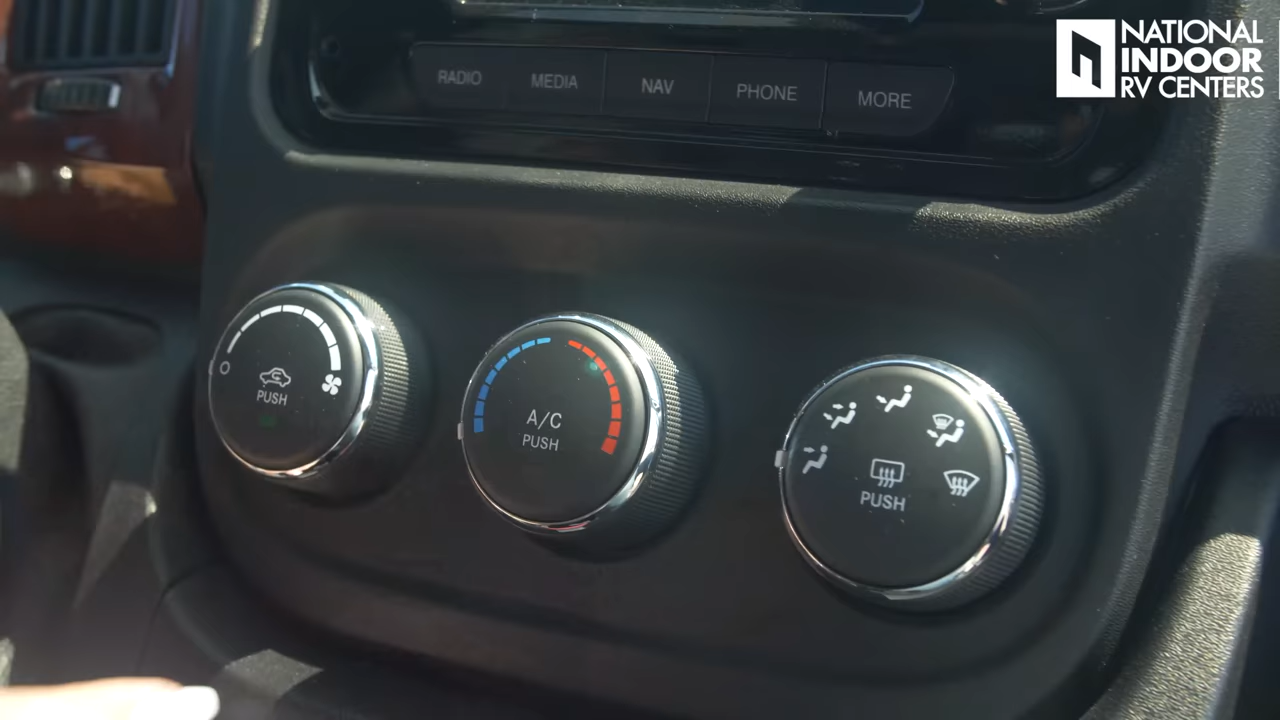 NATIONAL
INDOOR
RV CENTERS
RADIO MEDIA NAV PHONE MORE
PUSH
A/C
PUSH
PUSH